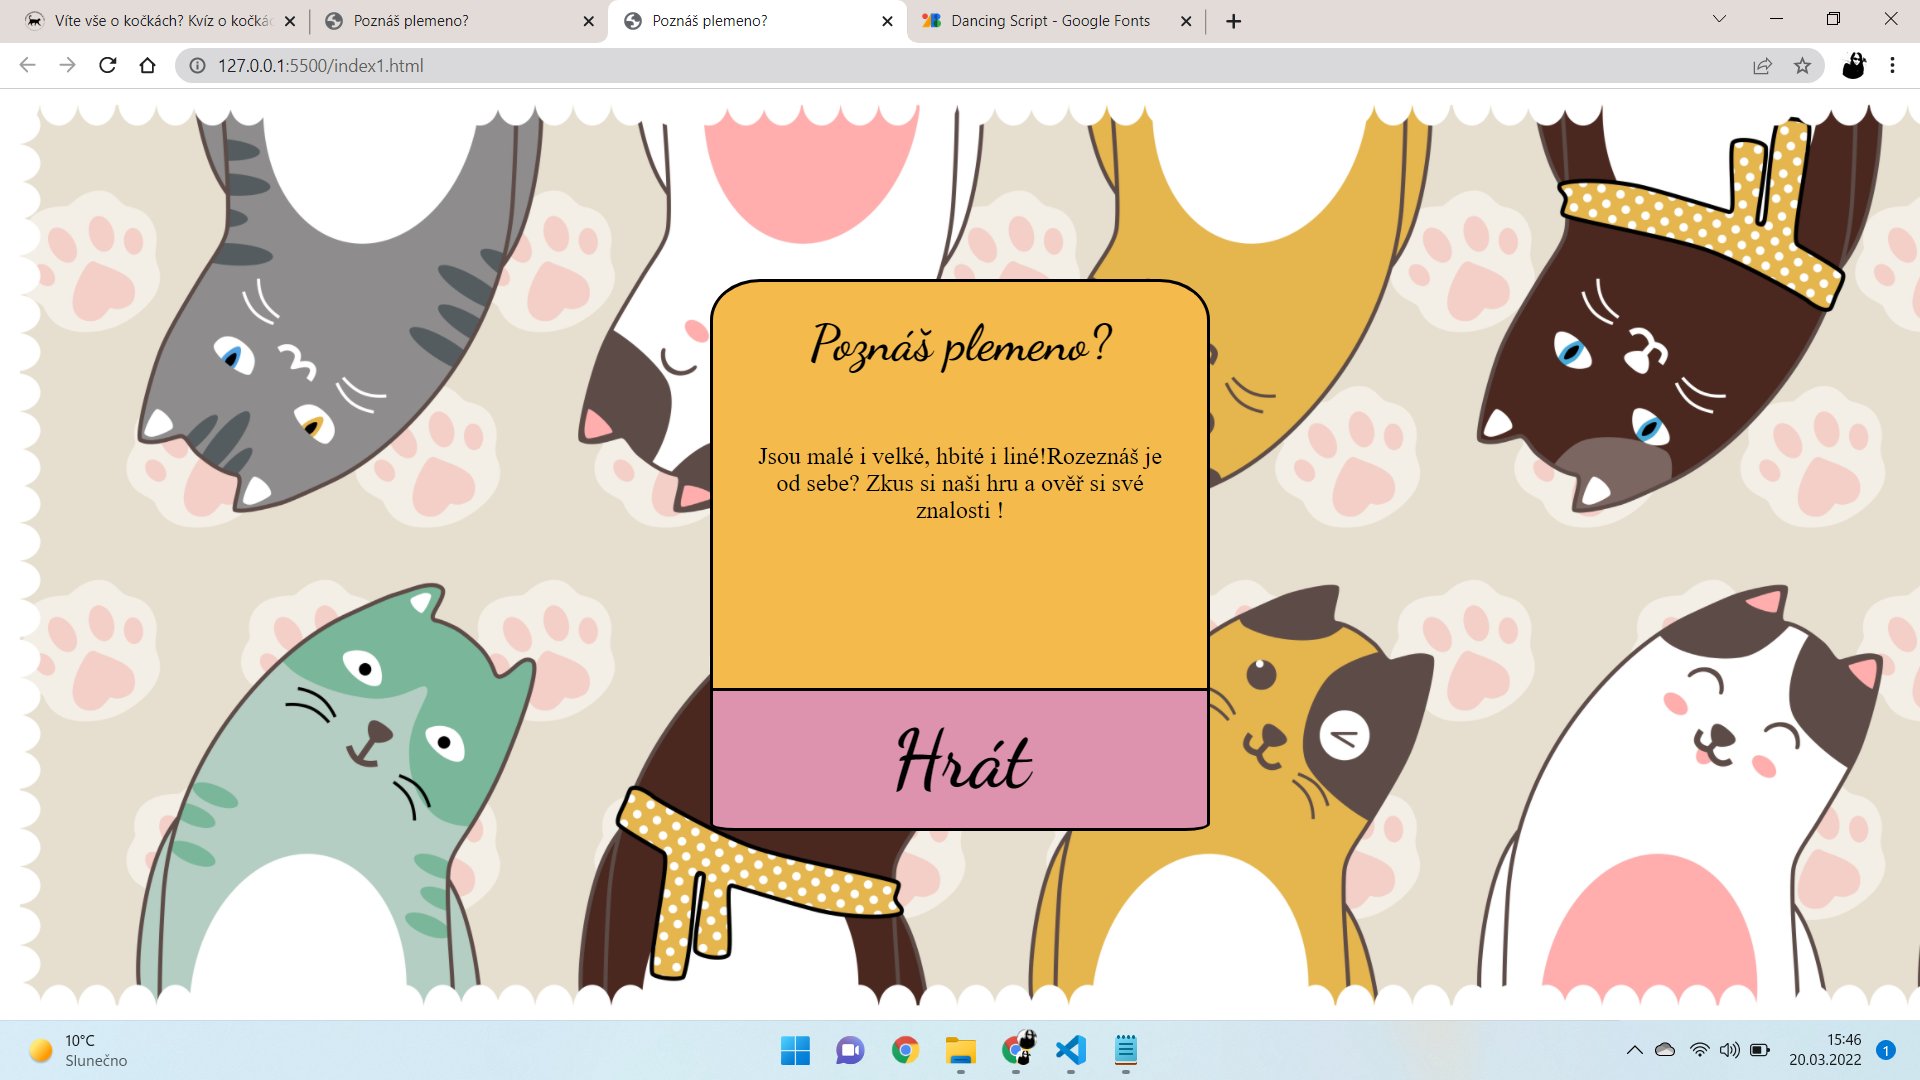 Víte vše o kočkách? Kvíz o kočká
Poznáš plemeno?
Poznáš plemeno?
Dancing Script - Google Fonts
127.0.0.1:5500/index1.html
Poznáš plemeno?
Jsou malé i velké, hbité i liné!Rozeznáš je
od sebe? Zkus si naši hru a ověř si své
znalosti !
Hrát
10°C
Slunečno
15:46
20.03.2022
1